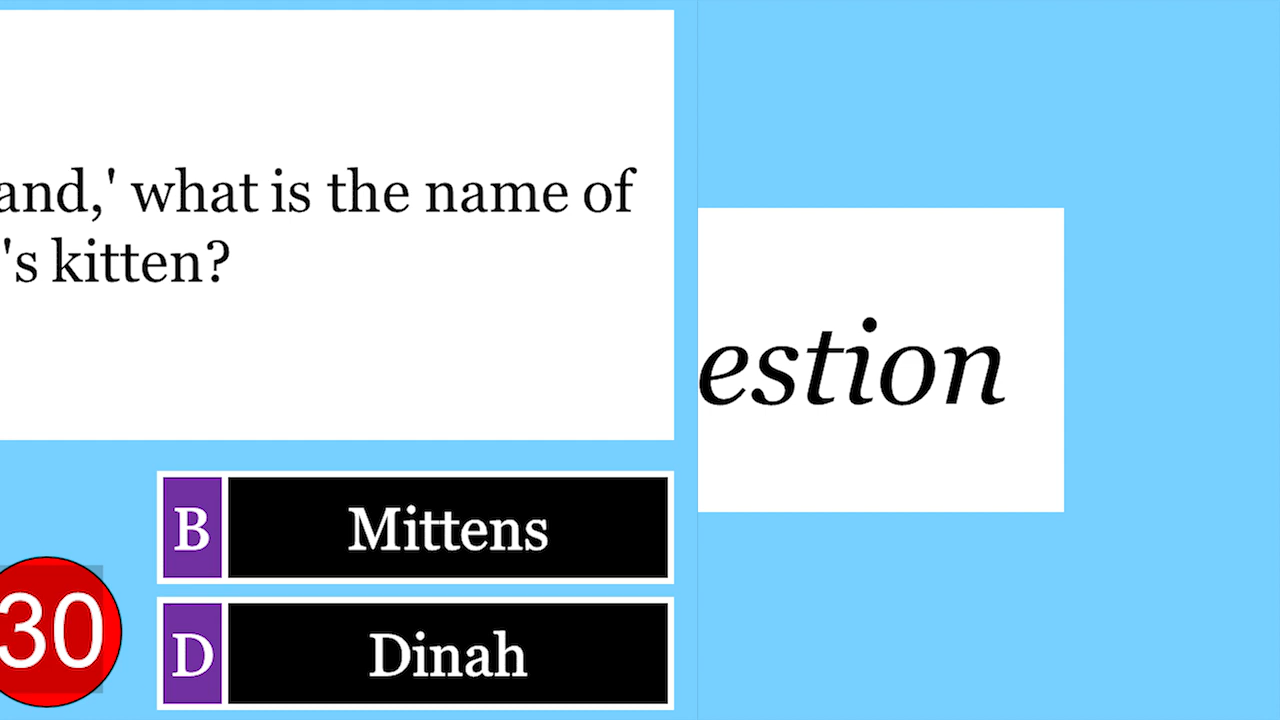 and,' what is the name of
's kitten?
estion
B Mittens
30
D Dinah